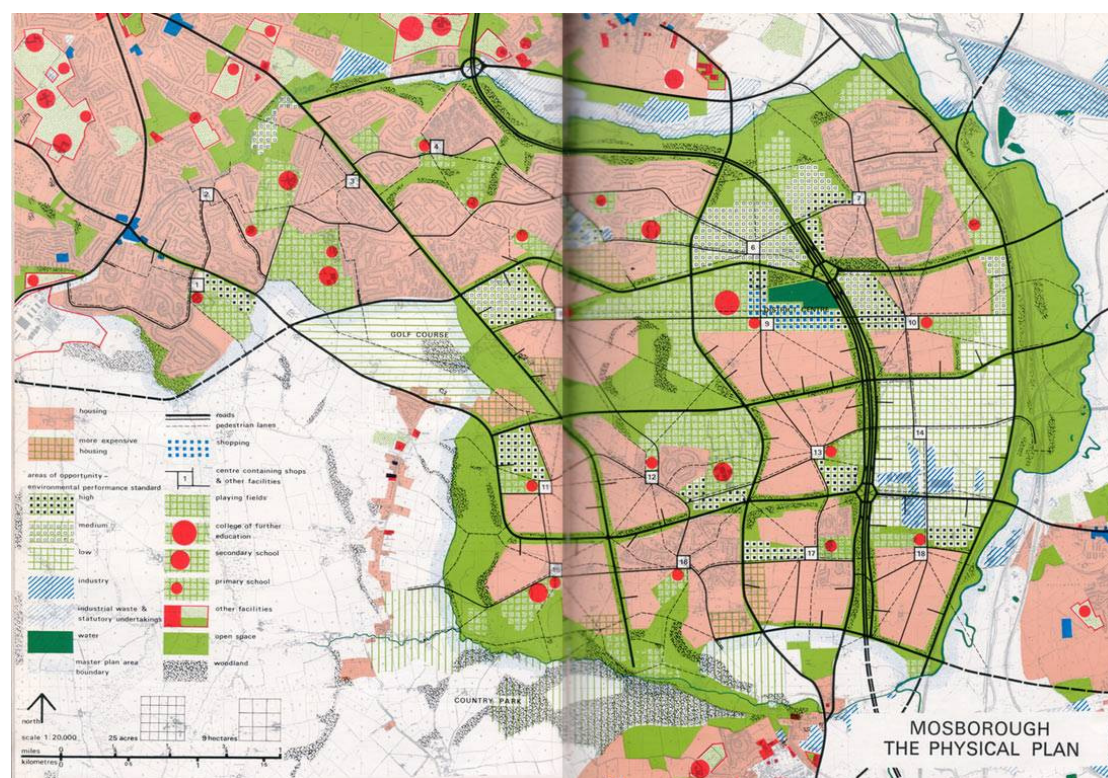 4
3
2
7
6
1
9
10
GOLF COURSE
14
13
12
11
17
18
16
housing
more expensive
housing
areas of opportunity –
environmental performance standard
high
medium
low
industry
industrial waste &
statutory undertakings
water
master plan area
boundary
roads
pedestrian lanes
shopping
1
centre containing shops
& other facilities
playing fields
college of further
education
secondary school
primary school
other facilities
open space
woodland
COUNTRY PARK
north
scale 1: 20,000
25 acres
9 hectares
miles
kilometres
MOSBOROUGH
THE PHYSICAL PLAN